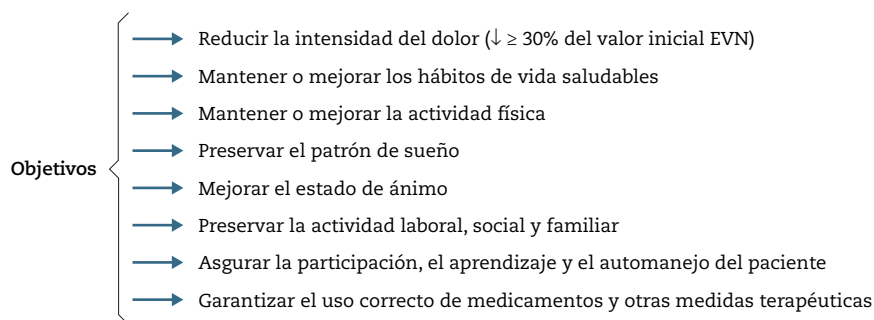 Objetivos
Reducir la intensidad del dolor (↓ ≥ 30% del valor inicial EVN)
Mantener o mejorar los hábitos de vida saludables
Mantener o mejorar la actividad física
Preservar el patrón de sueño
Mejorar el estado de ánimo
Preservar la actividad laboral, social y familiar
Asgurar la participación, el aprendizaje y el automanejo del paciente
Garantizar el uso correcto de medicamentos y otras medidas terapéuticas